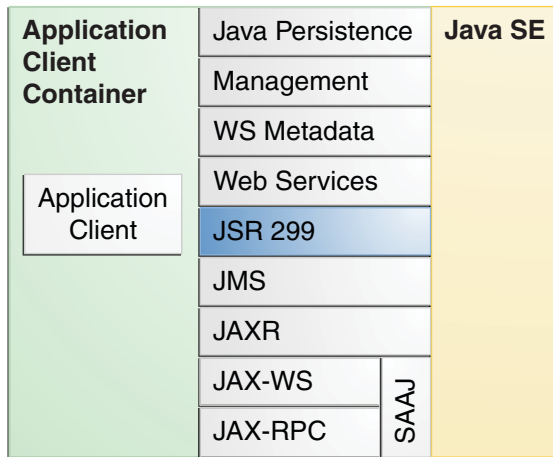 Application
Client
Container
Application
Client
Java Persistence
Management
WS Metadata
Web Services
JSR 299
JMS
JAXR
JAX-WS
JAX-RPC
SAAJ
Java SE